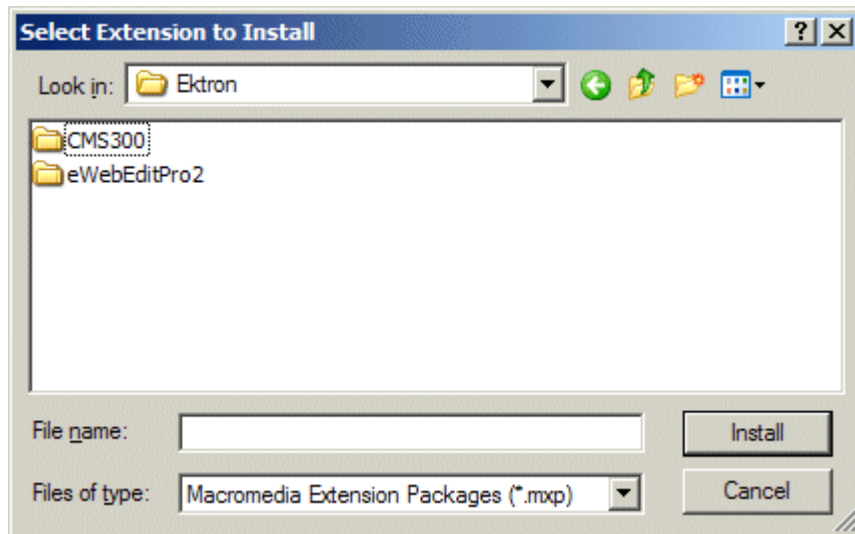 Select Extension to Install
Look in: Ektron
CMS300
eWebEditPro2
File name:
Install
Files of type: Macromedia Extension Packages (*.mxp)
Cancel